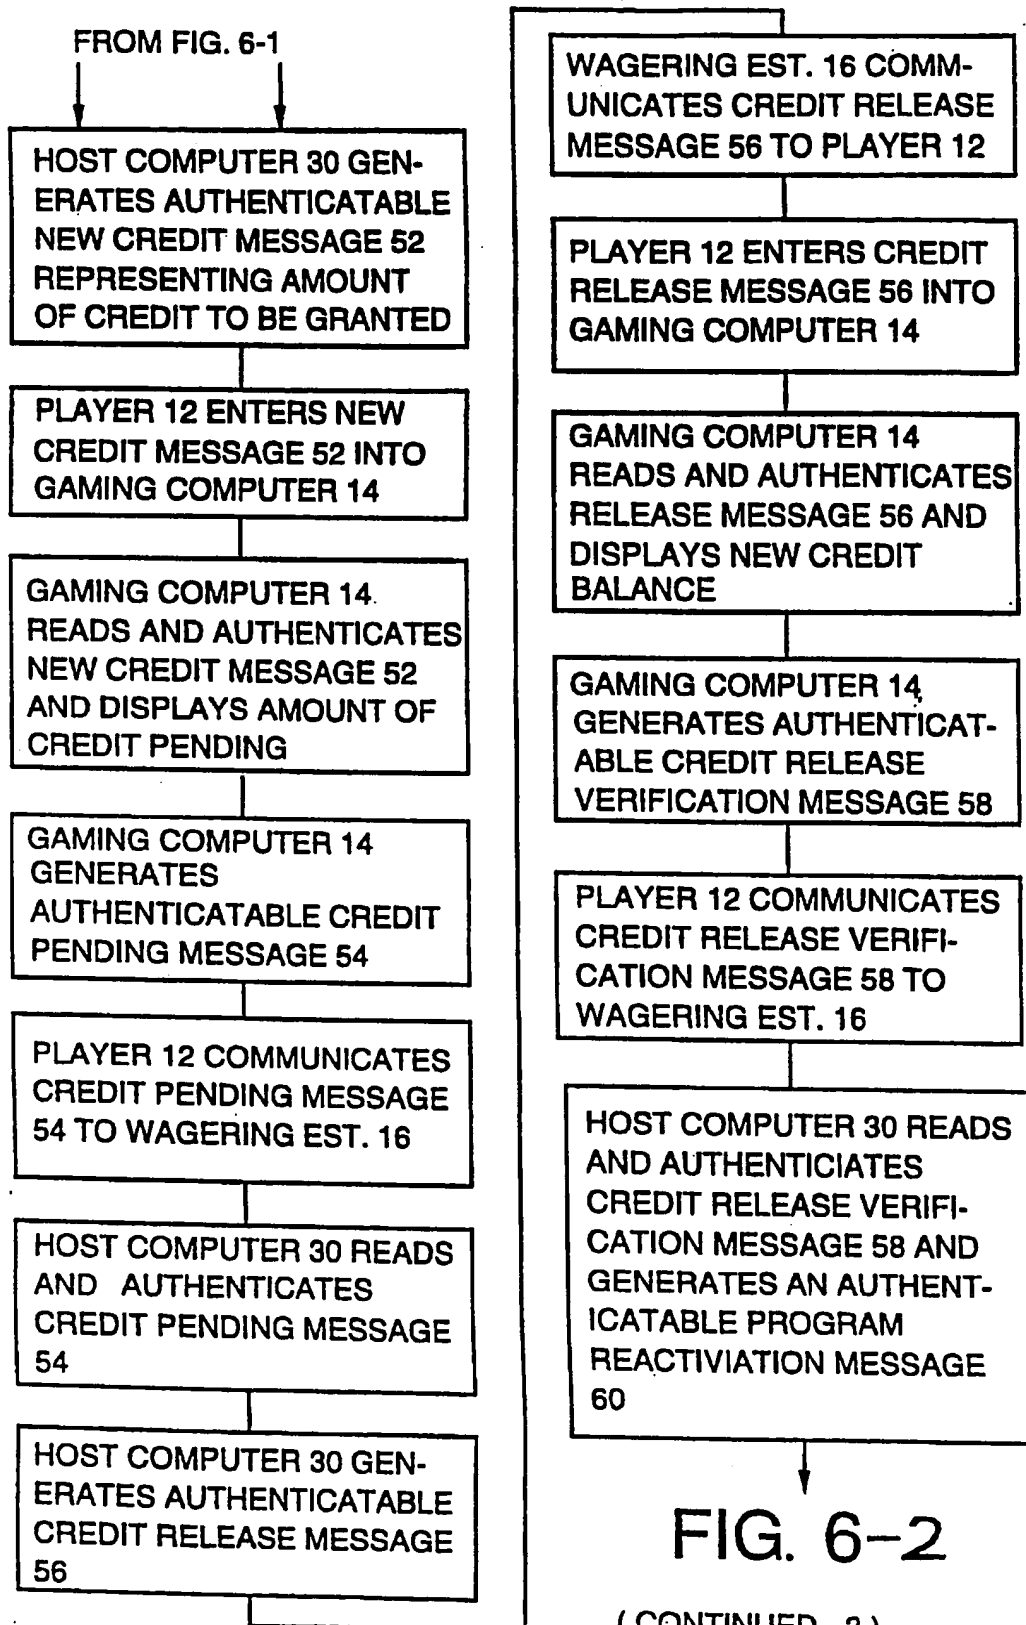 FROM FIG. 6-1
HOST COMPUTER 30 GEN-
ERATES AUTHENTICATABLE
NEW CREDIT MESSAGE 52
REPRESENTING AMOUNT
OF CREDIT TO BE GRANTED
PLAYER 12 ENTERS NEW
CREDIT MESSAGE 52 INTO
GAMING COMPUTER 14
GAMING COMPUTER 14
READS AND AUTHENTICATES
NEW CREDIT MESSAGE 52
AND DISPLAYS AMOUNT OF
CREDIT PENDING
GAMING COMPUTER 14
GENERATES
AUTHENTICATABLE CREDIT
PENDING MESSAGE 54
PLAYER 12 COMMUNICATES
CREDIT PENDING MESSAGE
54 TO WAGERING EST. 16
HOST COMPUTER 30 READS
AND AUTHENTICATES
CREDIT PENDING MESSAGE
54
HOST COMPUTER 30 GEN-
ERATES AUTHENTICATABLE
CREDIT RELEASE MESSAGE
56
WAGERING EST. 16 COMM-
UNICATES CREDIT RELEASE
MESSAGE 56 TO PLAYER 12
PLAYER 12 ENTERS CREDIT
RELEASE MESSAGE 56 INTO
GAMING COMPUTER 14
GAMING COMPUTER 14
READS AND AUTHENTICATES
RELEASE MESSAGE 56 AND
DISPLAYS NEW CREDIT
BALANCE
GAMING COMPUTER 14
GENERATES AUTHENTICAT-
ABLE CREDIT RELEASE
VERIFICATION MESSAGE 58
PLAYER 12 COMMUNICATES
CREDIT RELEASE VERIFI-
CATION MESSAGE 58 TO
WAGERING EST. 16
HOST COMPUTER 30 READS
AND AUTHENTICIATES
CREDIT RELEASE VERIFI-
CATION MESSAGE 58 AND
GENERATES AN AUTHENT-
ICATABLE PROGRAM
REACTIVIATION MESSAGE
60
FIG. 6-2
(CONTINUED - 3)